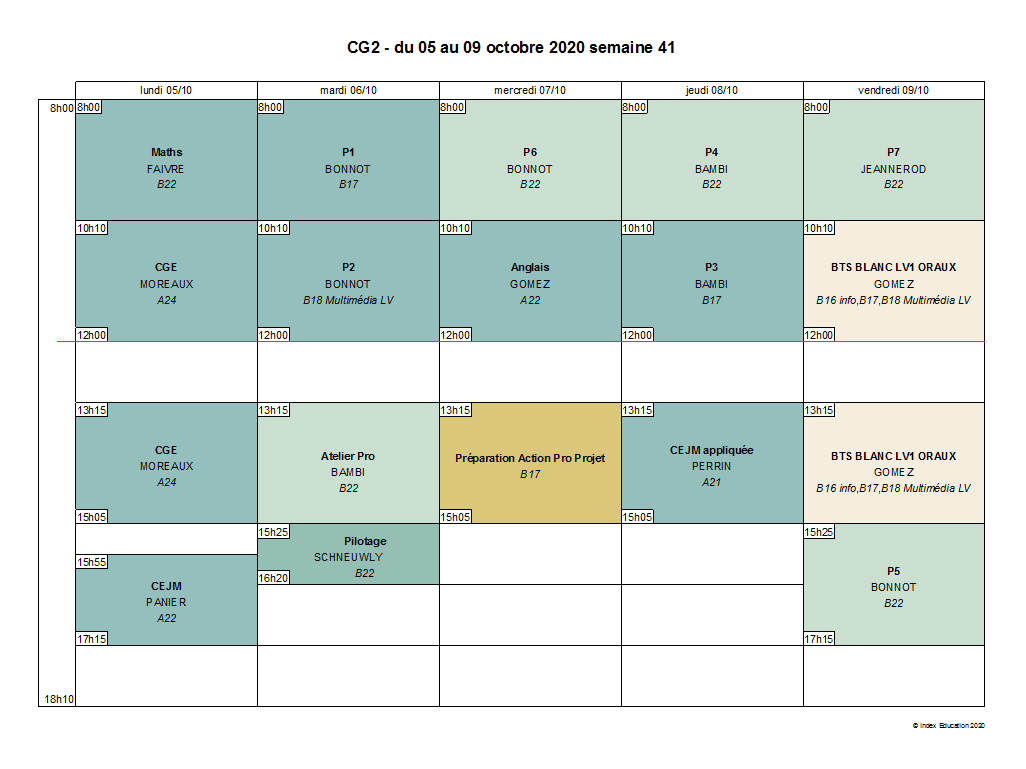 CG2 - du 05 au 09 octobre 2020 semaine 41
lundi 05/10
mardi 06/10
mercredi 07/10
jeudi 08/10
vendredi 09/10
8h00
8h00
8h00
8h00
8h00
8h00
Maths
FAIVRE
B22
P1
BONNOT
B17
P6
BONNOT
B22
P4
BAMBI
B22
P7
JEANNEROD
B22
10h10
10h10
10h10
10h10
10h10
CGE
MOREAUX
A24
P2
BONNOT
B18 Multimédia LV
Anglais
GOMEZ
A22
P3
BAMBI
B17
BTS BLANC LV1 ORAUX
GOMEZ
B16 info,B17,B18 Multimédia LV
12h00
12h00
12h00
12h00
12h00
13h15
13h15
13h15
13h15
13h15
CGE
MOREAUX
A24
Atelier Pro
BAMBI
B22
Préparation Action Pro Projet
B17
CEJM appliquée
PERRIN
A21
BTS BLANC LV1 ORAUX
GOMEZ
B16 info,B17,B18 Multimédia LV
15h05
15h05
15h05
15h25
15h25
Pilotage
SCHNEUWLY
B22
16h20
15h55
CEJM
PANIER
A22
17h15
P5
BONNOT
B22
17h15
18h10
© Index Education 2020